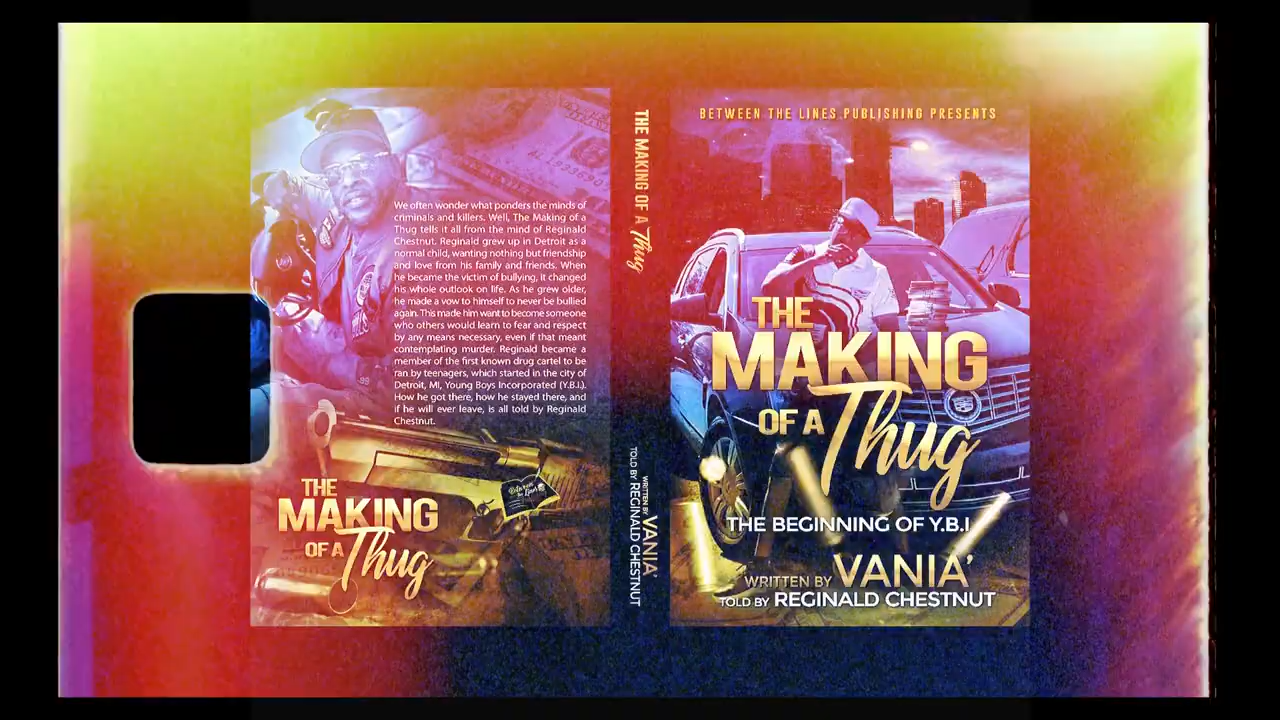 We often wonder what ponders the minds of
criminals and killers. Well, The Making of a
Thug tells it all from the mind of Reginald
Chestnut. Reginald grew up in Detroit as a
normal child, wanting nothing but friendship
and love from his family and friends. When
he became the victim of bullying, it changed
his whole outlook on life. As he grew older,
he made a vow to himself to never be bullied
again. This made him want to become someone
who others would learn to fear and respect
by any means necessary, even if that meant
contemplating murder. Reginald became a
member of the first known drug cartel to be
ran by teenagers, which started in the city of
Detroit, MI, Young Boys Incorporated (Y.B.I.).
How he got there, how he stayed there, and
if he will ever leave, is all told by Reginald
Chestnut.
THE
MAKING
OF A Thug
THE MAKING OF A Thug
WRITTEN BY VANIA'
TOLD BY REGINALD CHESTNUT
BETWEEN THE LINES PUBLISHING PRESENTS
THE
MAKING
OF A Thug
THE BEGINNING OF Y.B.I
WRITTEN BY VANIA'
TOLD BY REGINALD CHESTNUT